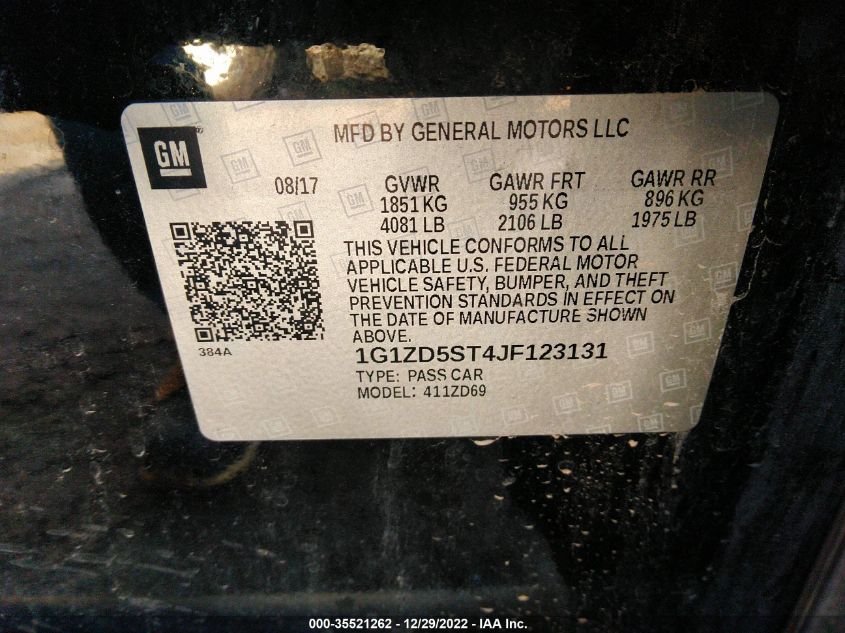 GM
MFD BY GENERAL MOTORS LLC
08/17 GVWR GAWR FRT GAWR RR
1851 KG 955 KG 896 KG
4081 LB 2106 LB 1975 LB
THIS VEHICLE CONFORMS TO ALL
APPLICABLE U.S. FEDERAL MOTOR
VEHICLE SAFETY, BUMPER, AND THEFT
PREVENTION STANDARDS IN EFFECT ON
THE DATE OF MANUFACTURE SHOWN
ABOVE.
384A
1G1ZD5ST4JF123131
TYPE: PASS CAR
MODEL: 411ZD69
000-35521262 - 12/29/2022 - IAA Inc.